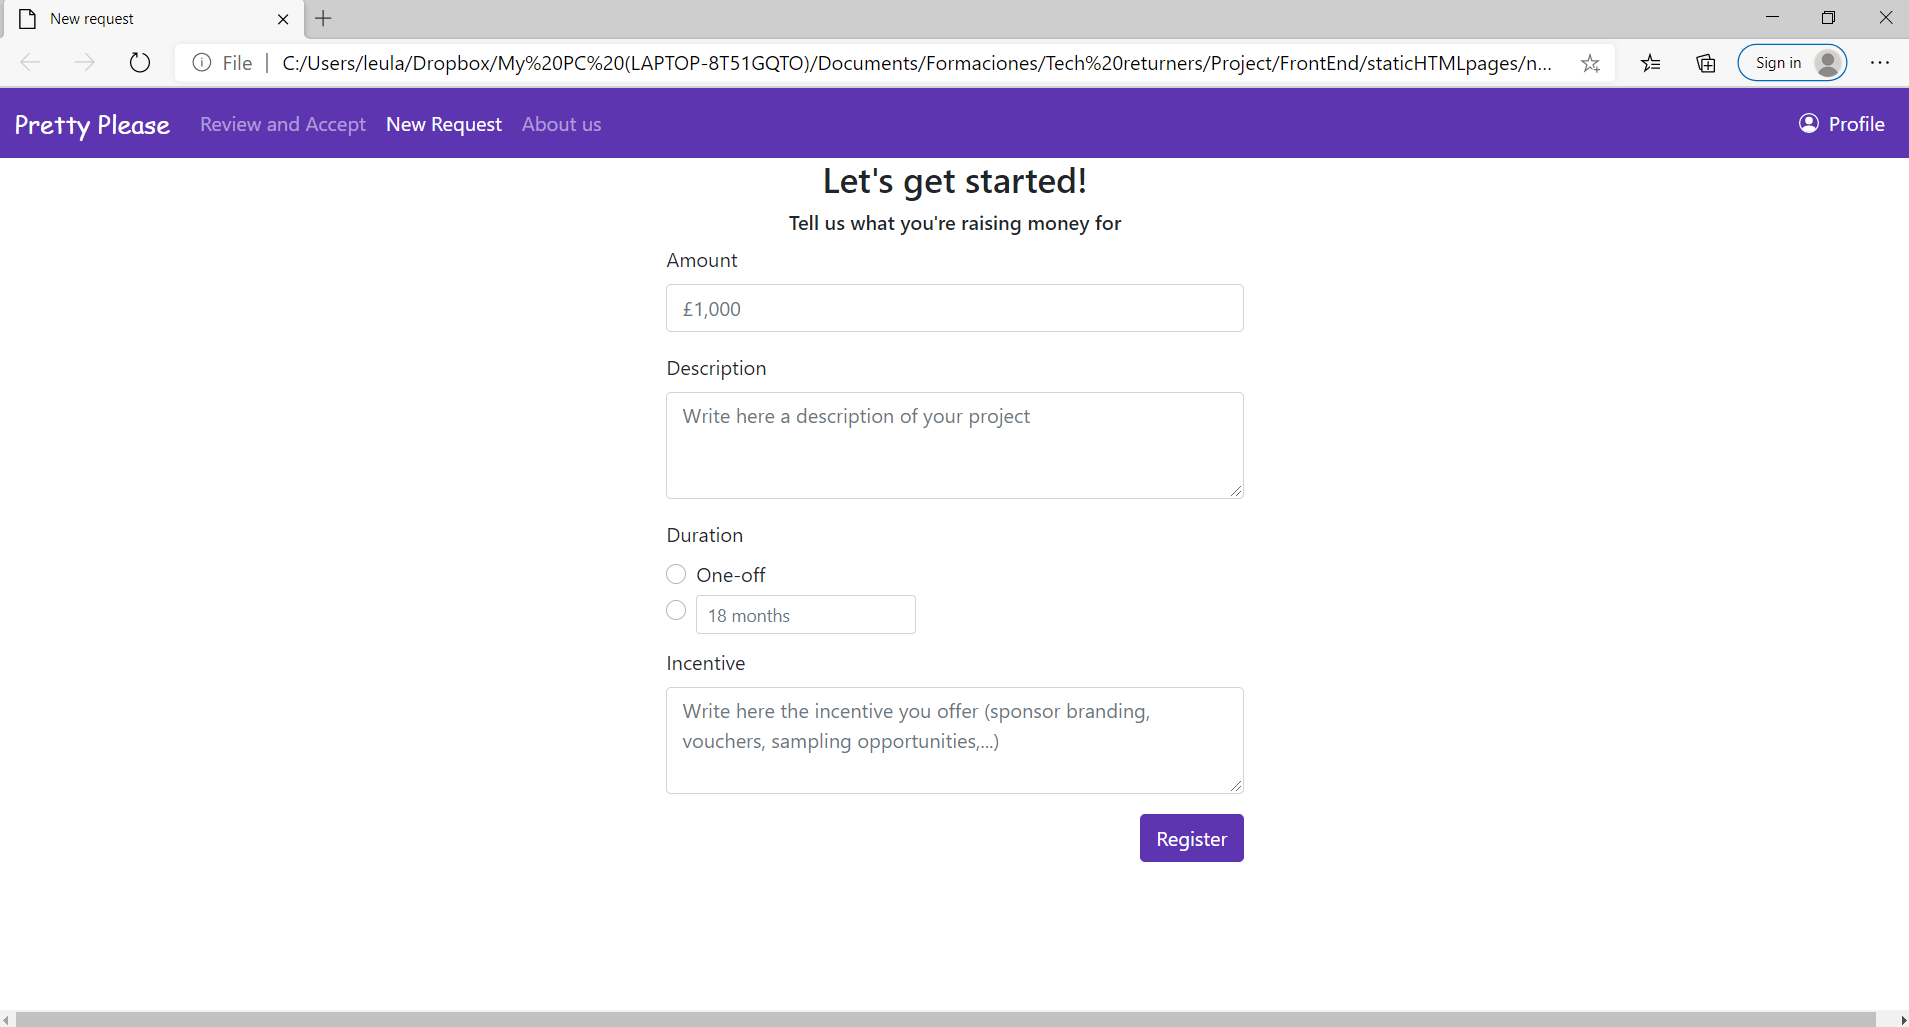 New request
File | C:/Users/leula/Dropbox/My%20PC%20(LAPTOP-8T51GQTO)/Documents/Formaciones/Tech%20returners/Project/FrontEnd/staticHTMLpages/n... Sign in
Pretty Please Review and Accept New Request About us Profile
Let's get started!
Tell us what you're raising money for
Amount
£1,000
Description
Write here a description of your project
Duration
One-off
18 months
Incentive
Write here the incentive you offer (sponsor branding,
vouchers, sampling opportunities,...)
Register